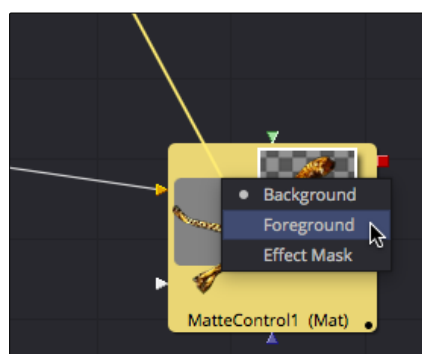 Background
Foreground
Effect Mask
MatteControl1 (Mat)